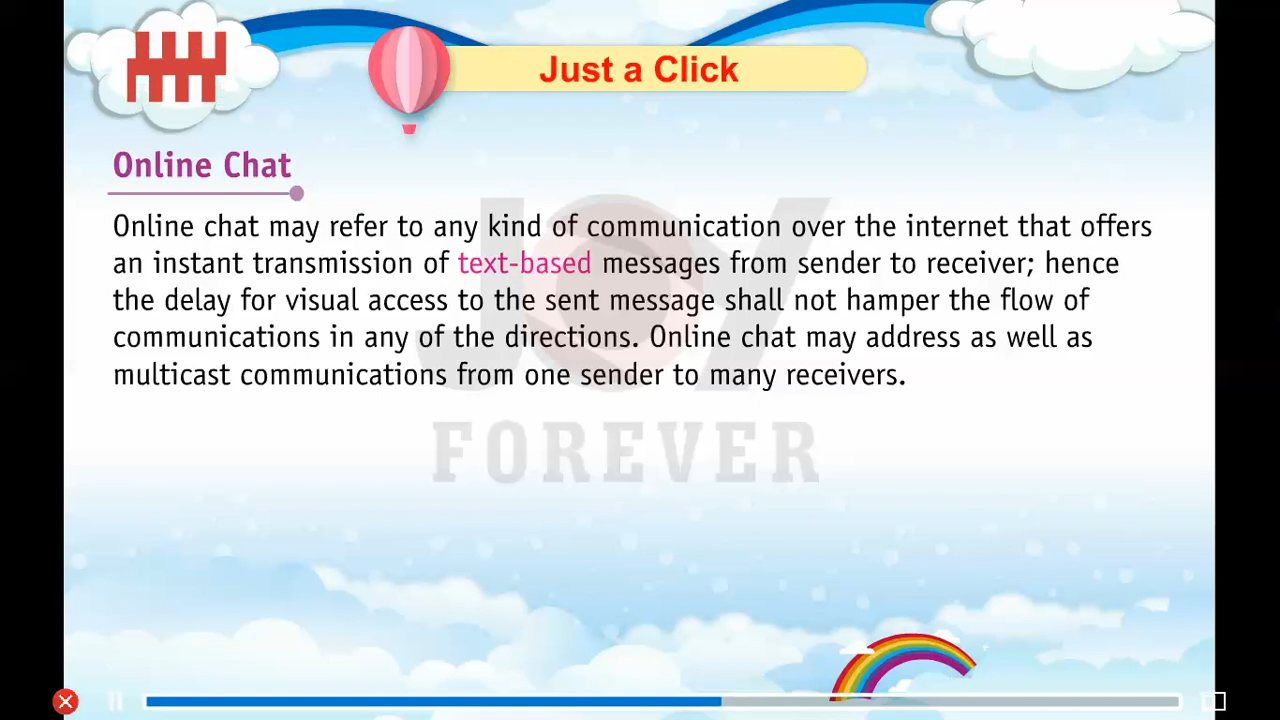 Just a Click
Online Chat
Online chat may refer to any kind of communication over the internet that offers
an instant transmission of text-based messages from sender to receiver; hence
the delay for visual access to the sent message shall not hamper the flow of
communications in any of the directions. Online chat may address as well as
multicast communications from one sender to many receivers.
JOY
FOREVER